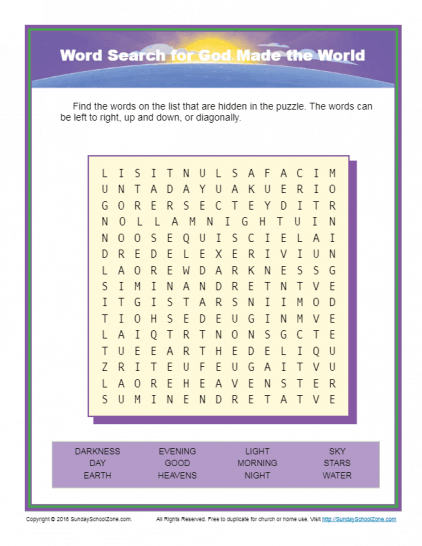 Word Search for God Made the World
Find the words on the list that are hidden in the puzzle. The words can
be left to right, up and down, or diagonally.
L I S I T N U L S A F A C I M
U N T A D A Y U A K U E R I O
G O R E R S E C T E Y D I T R
N O L L A M N I G H T U I N
N O O S E Q U I S C I E L A I
D R E D E L E X E R I V I U N
L A O R E W D A R K N E S S G
S I M I N A N D R E T N T V E
I T G I S T A R S N I I M O D
T I O H S E D E U G I N M V E
L A I Q T R T N O N S G C T E
T U E E A R T H E D E L I Q U
Z R I T E U F E U G A I T V U
L A O R E H E A V E N S T E R
S U M I N E N D R E T A T V E
DARKNESS EVENING LIGHT SKY
DAY GOOD MORNING STARS
EARTH HEAVENS NIGHT WATER
Copyright © 2016 SundaySchoolZone.com. All Rights Reserved. Free to duplicate for church or home use. Visit http://SundaySchoolZone.com